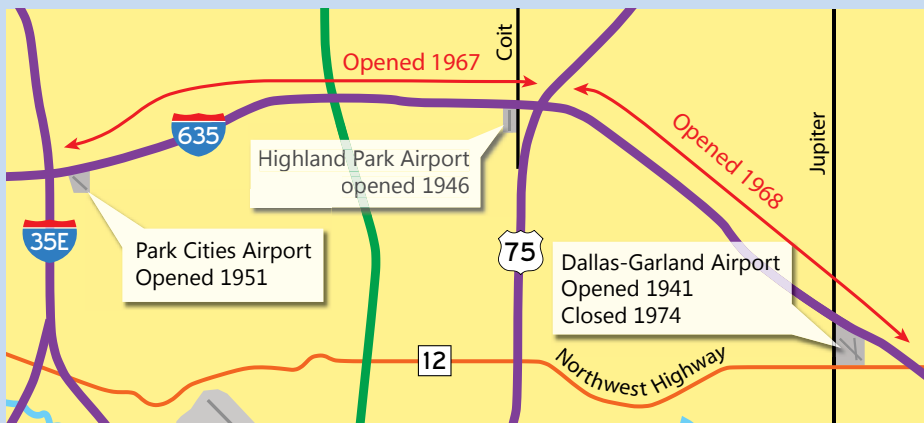 Opened 1967
Coit
635
Highland Park Airport
opened 1946
Opened 1968
Jupiter
35E
Park Cities Airport
Opened 1951
75
Dallas-Garland Airport
Opened 1941
Closed 1974
12
Northwest Highway